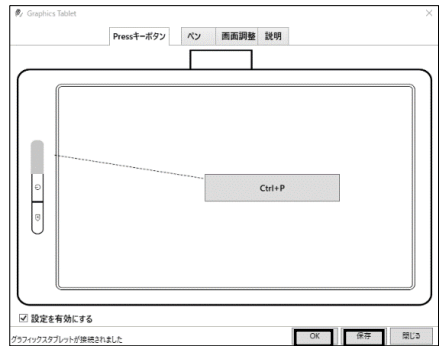 Graphics Tablet
Pressキーボタン ペン 画面調整 説明
Ctrl+P
設定を有効にする
グラフィックスタブレットが接続されました
OK 保存 閉じる